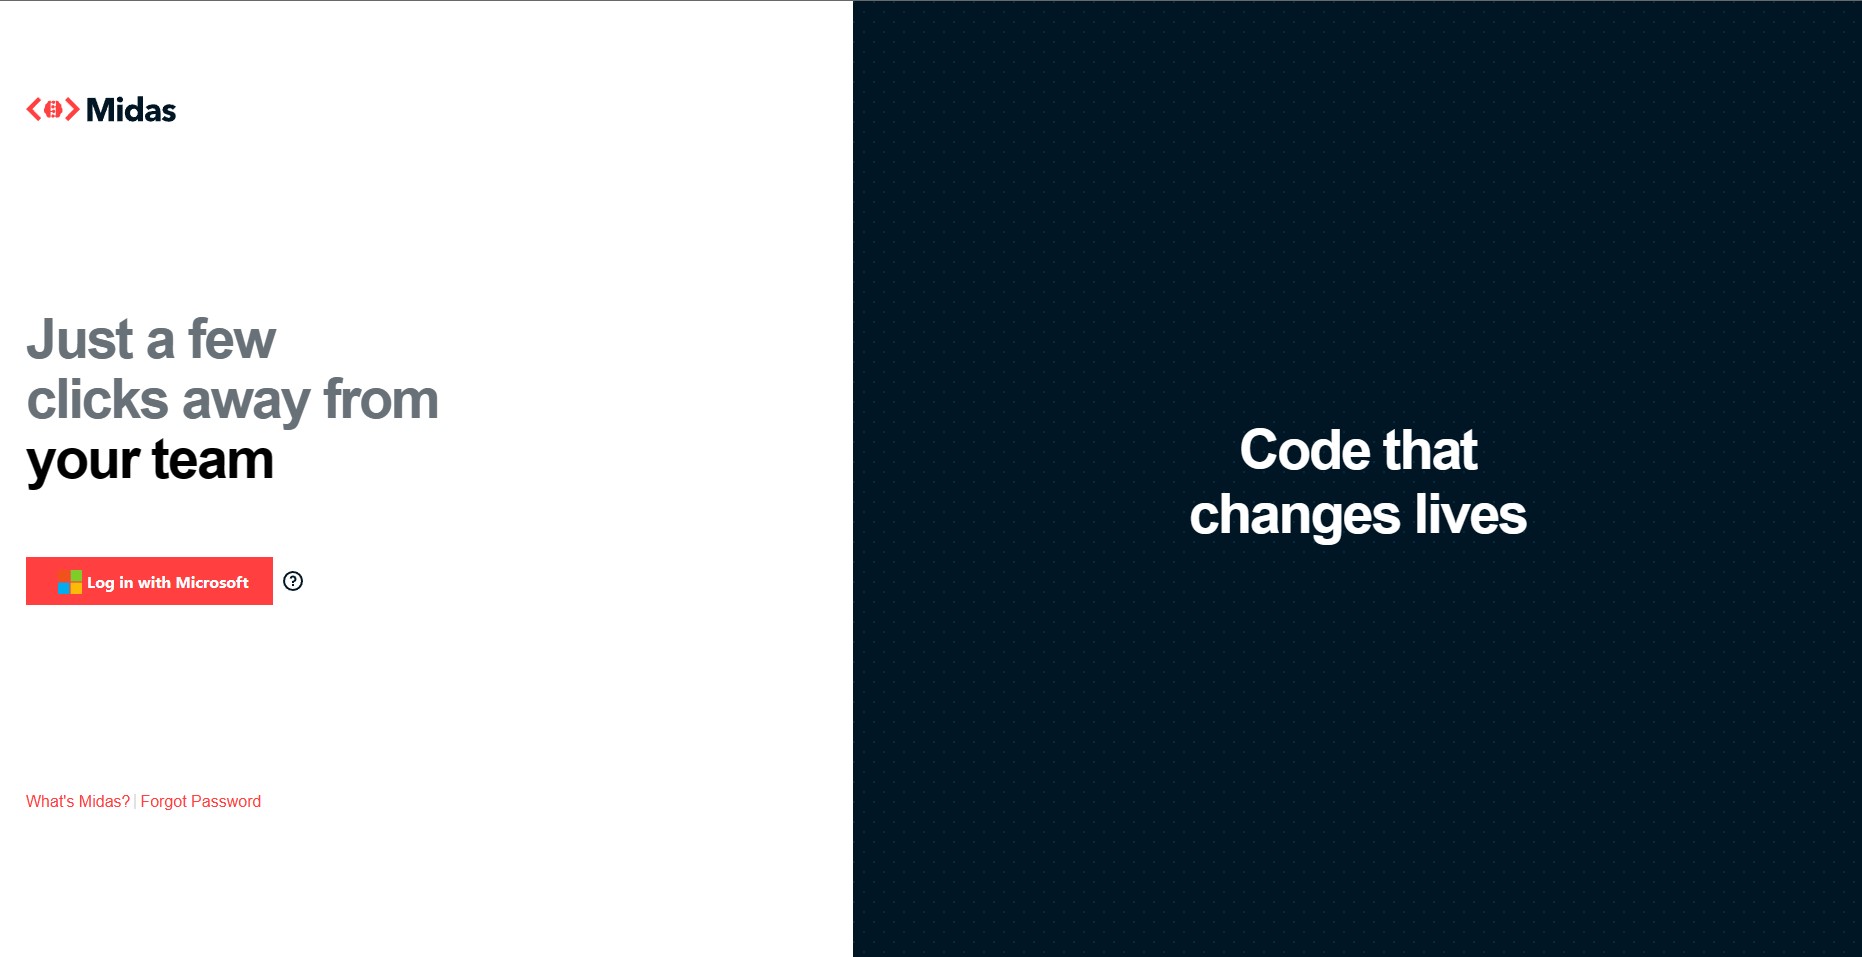 Midas
Just a few
clicks away from
your team
Log in with Microsoft
?
What's Midas? | Forgot Password
Code that
changes lives